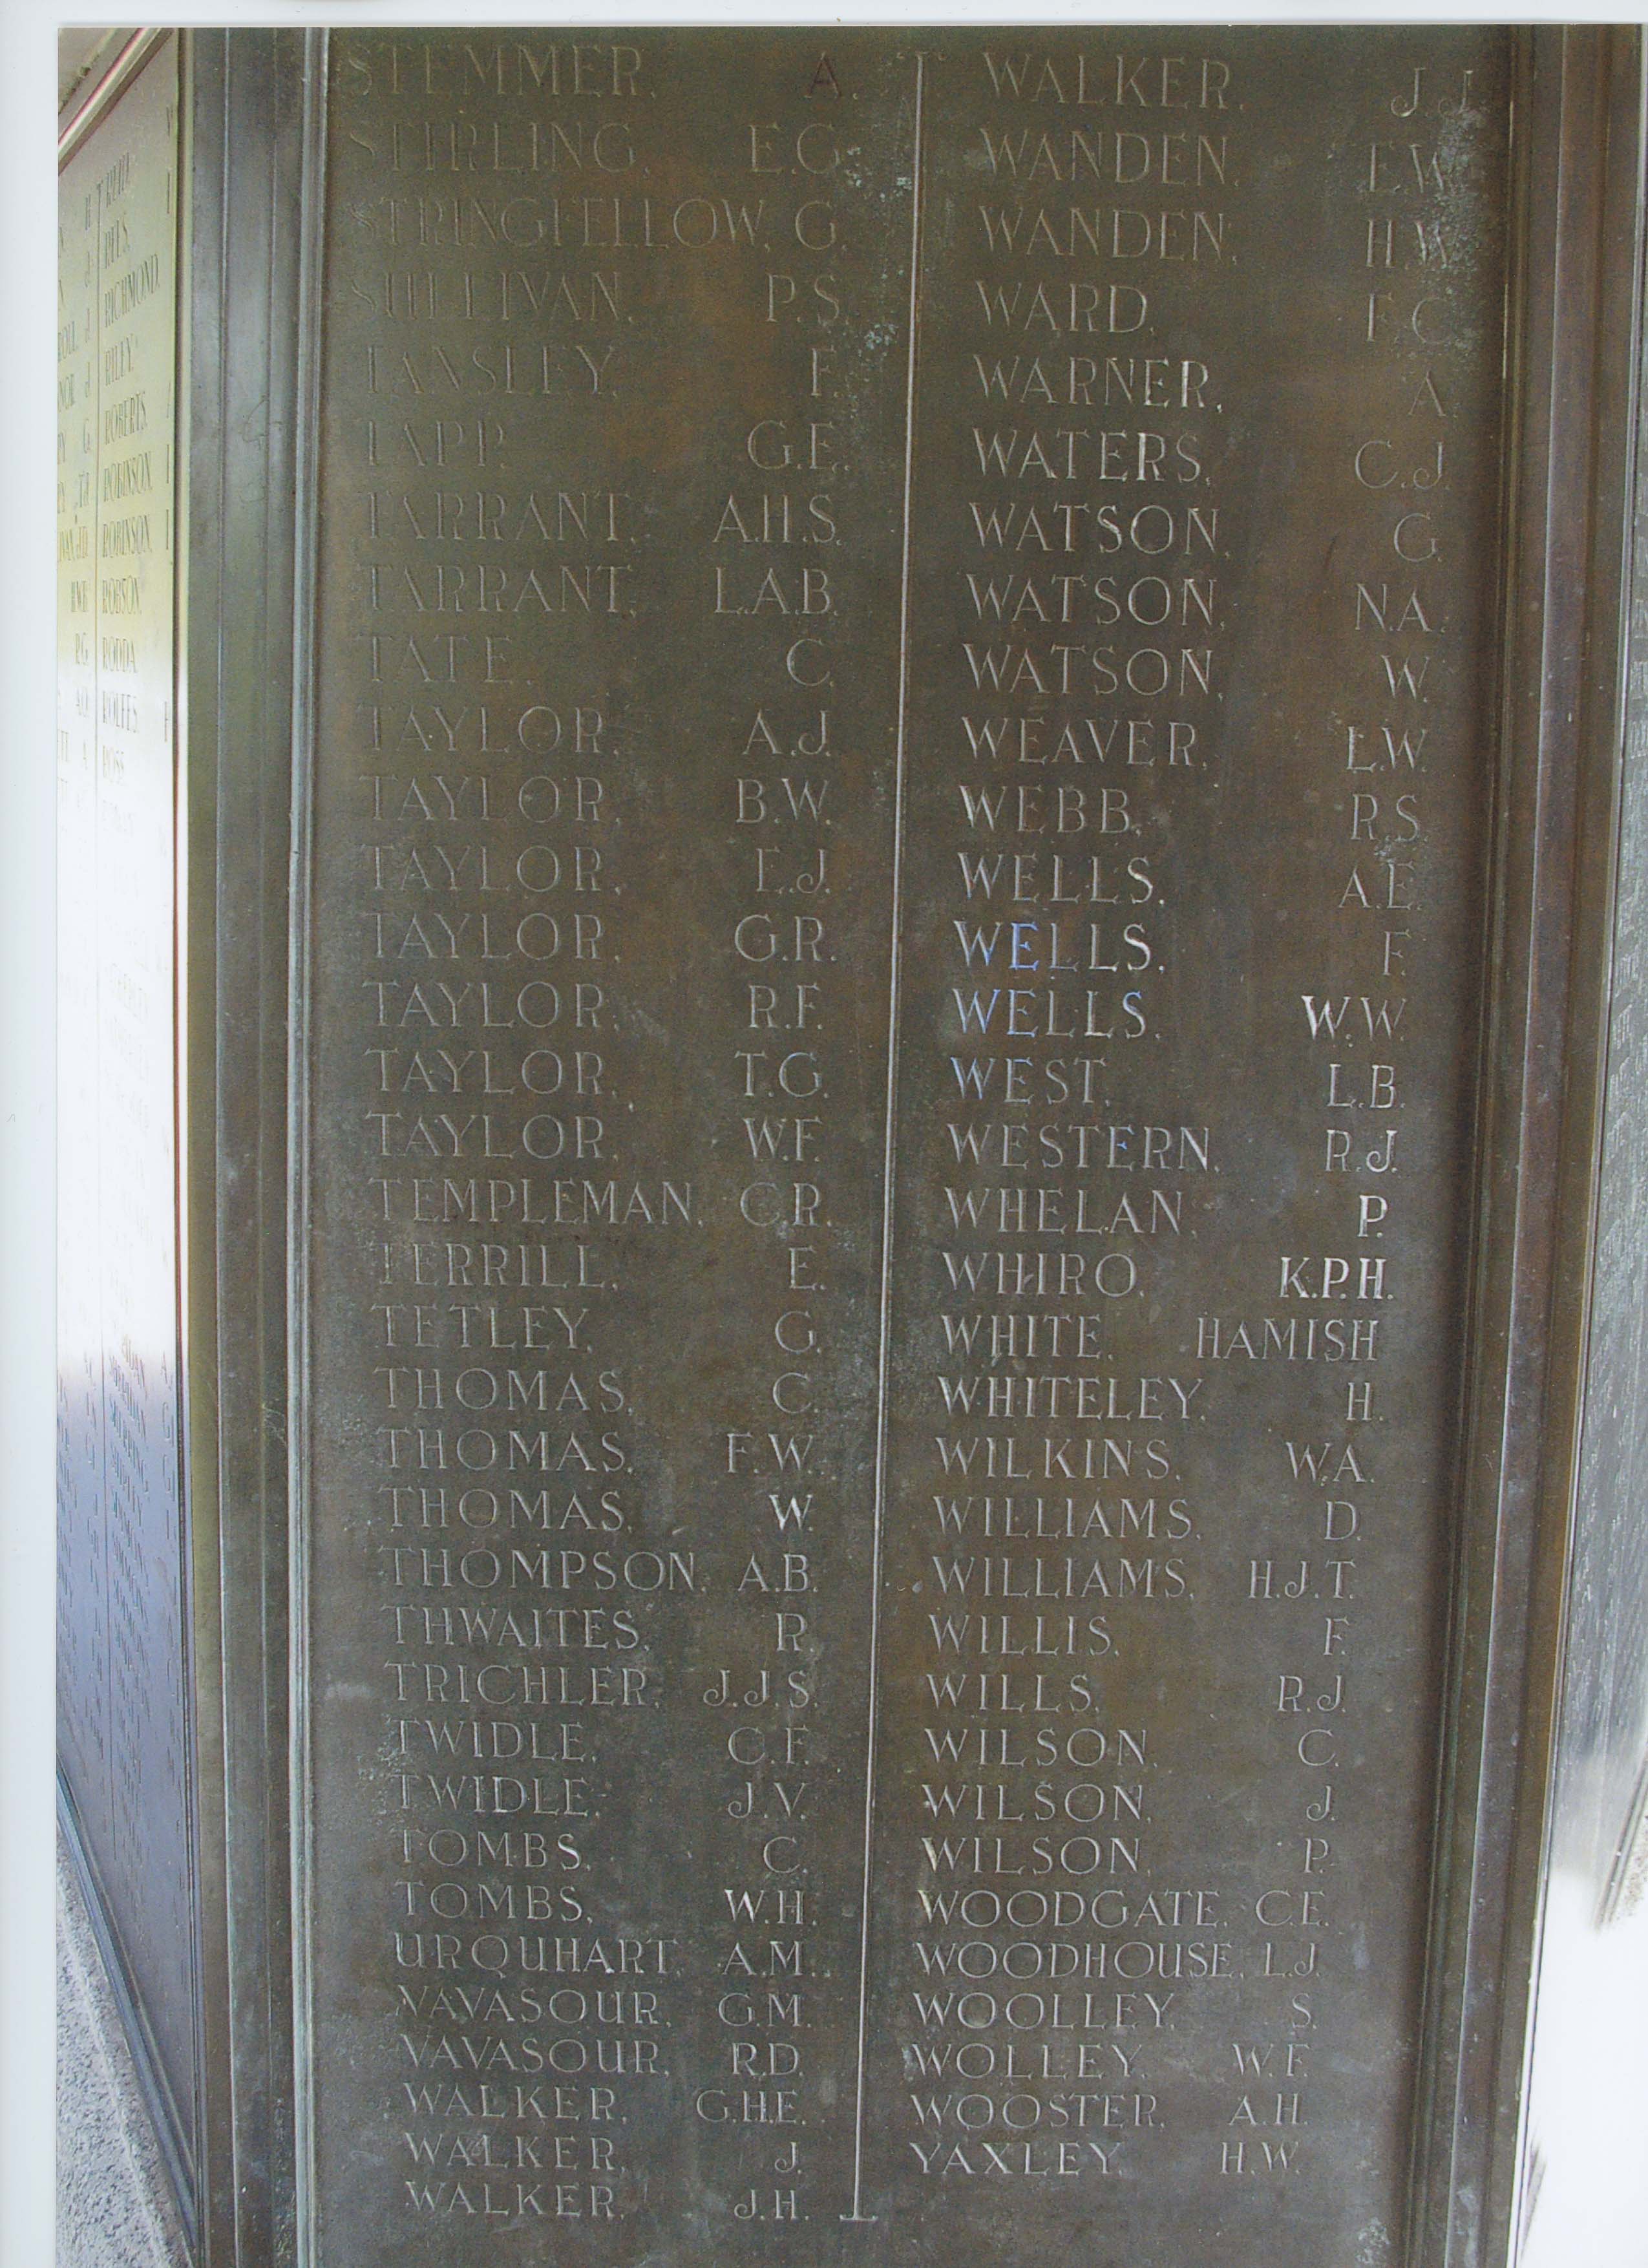 STEMMER. A.
STIRLING. E.G.
STRINGFELLOW. G.
SULLIVAN. P.S.
TANSLEY. F.
TAPP. G.E.
TARRANT. A.H.S.
TARRANT. L.A.B.
TATE. C.
TAYLOR. A.J.
TAYLOR. B.W.
TAYLOR. E.J.
TAYLOR. G.R.
TAYLOR. R.F.
TAYLOR. T.G.
TAYLOR. W.F.
TEMPLEMAN. C.R.
TERRILL. E.
TETLEY. G.
THOMAS. C.
THOMAS. F.W.
THOMAS. W.
THOMPSON. A.B.
THWAITES. R.
TRICHLER. J.J.S.
TWIDLE. C.F.
TWIDLE. J.V.
TOMBS. C.
TOMBS. W.H.
URQUHART. A.M.
VAVASOUR. G.M.
VAVASOUR. R.D.
WALKER. G.H.E.
WALKER. J.
WALKER. J.H.
WALKER. J.J.
WANDEN. E.W.
WANDEN. H.W.
WARD. F.C.
WARNER. A.
WATERS. C.J.
WATSON. G.
WATSON. N.A.
WATSON. W.
WEAVER. L.W.
WEBB. R.S.
WELLS. A.E.
WELLS. F.
WELLS. W.W.
WEST. L.B.
WESTERN. R.J.
WHELAN. P.
WHIRO. K.P.H.
WHITE. HAMISH
WHITELEY. H.
WILKINS. W.A.
WILLIAMS. D.
WILLIAMS. H.J.T.
WILLIS. F.
WILLS. R.J.
WILSON. C.
WILSON. J.
WILSON. P.
WOODGATE. C.E.
WOODHOUSE. L.J.
WOOLLEY. S.
WOLLEY. W.F.
WOOSTER. A.H.
YAXLEY. H.W.
RICHMOND.
RILEY.
ROBERTS.
ROBINSON.
ROBINSON.
ROBSON.
RODDA.
ROLFES.
ROSS.